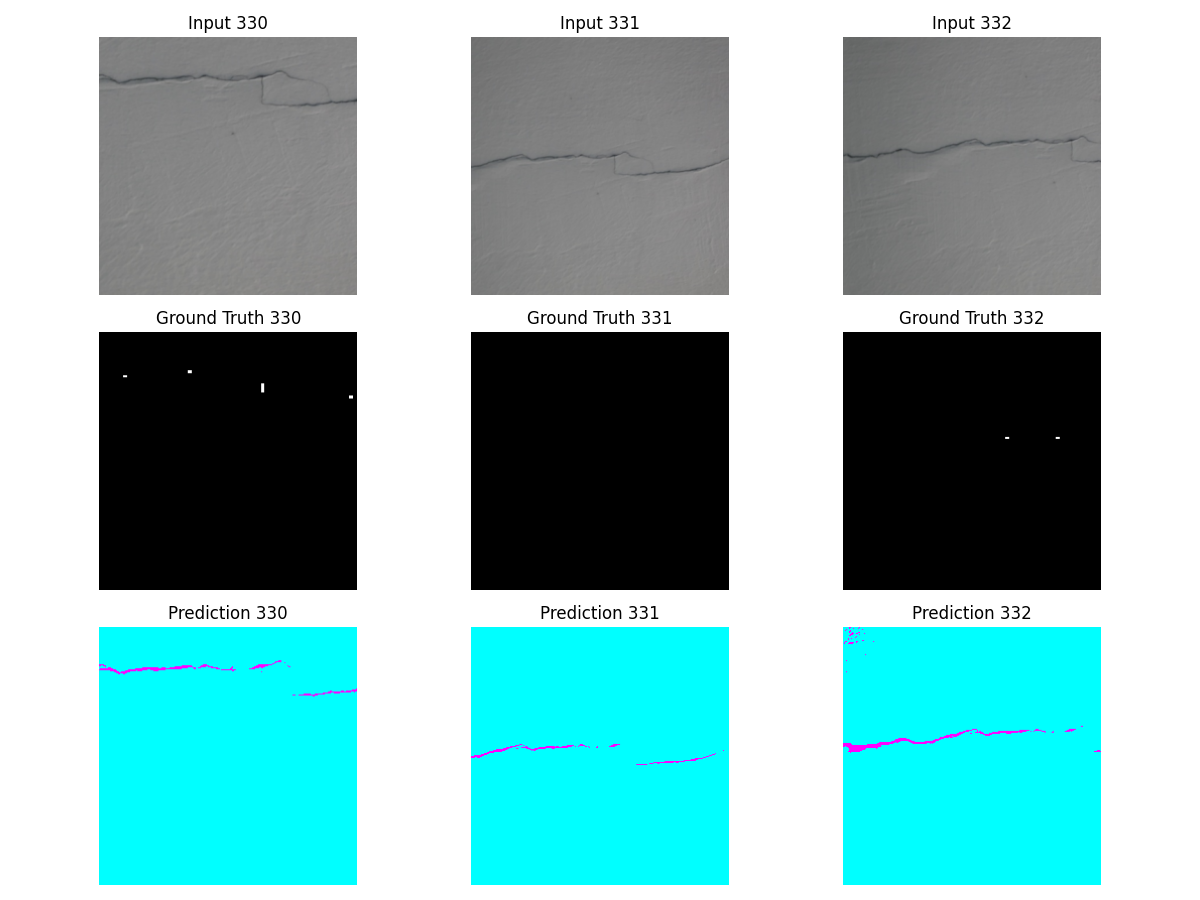 Input 330
Input 331
Input 332
Ground Truth 330
Ground Truth 331
Ground Truth 332
Prediction 330
Prediction 331
Prediction 332